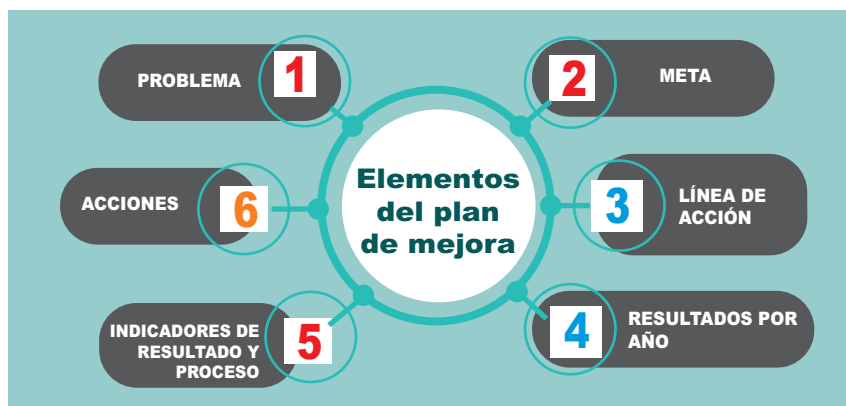 Elementos
del plan
de mejora
PROBLEMA
1
2
META
3
LÍNEA DE
ACCIÓN
4
RESULTADOS POR
AÑO
INDICADORES DE
RESULTADO Y
PROCESO
5
ACCIONES
6